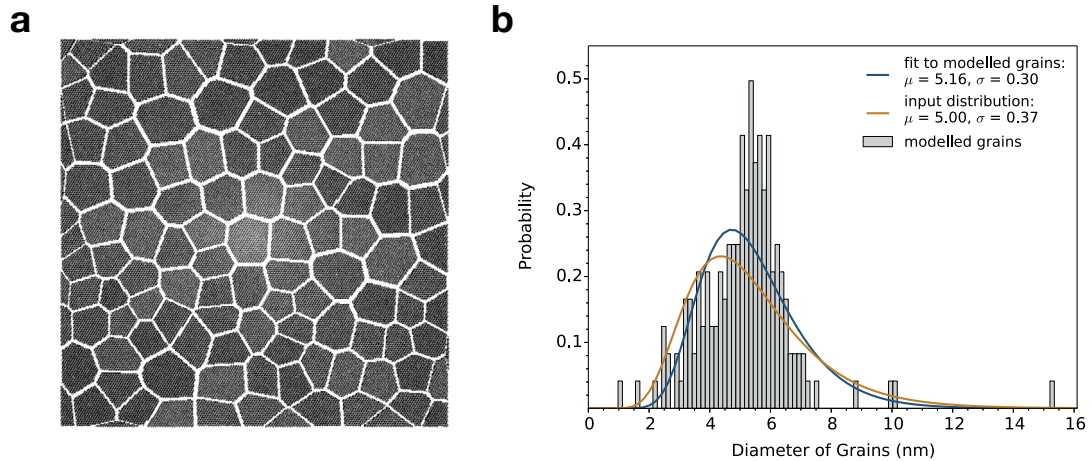 a
b
0.5
0.4
0.3
0.2
0.1
Probability
fit to modelled grains:
μ = 5.16, σ = 0.30
input distribution:
μ = 5.00, σ = 0.37
modelled grains
0 2 4 6 8 10 12 14 16
Diameter of Grains (nm)